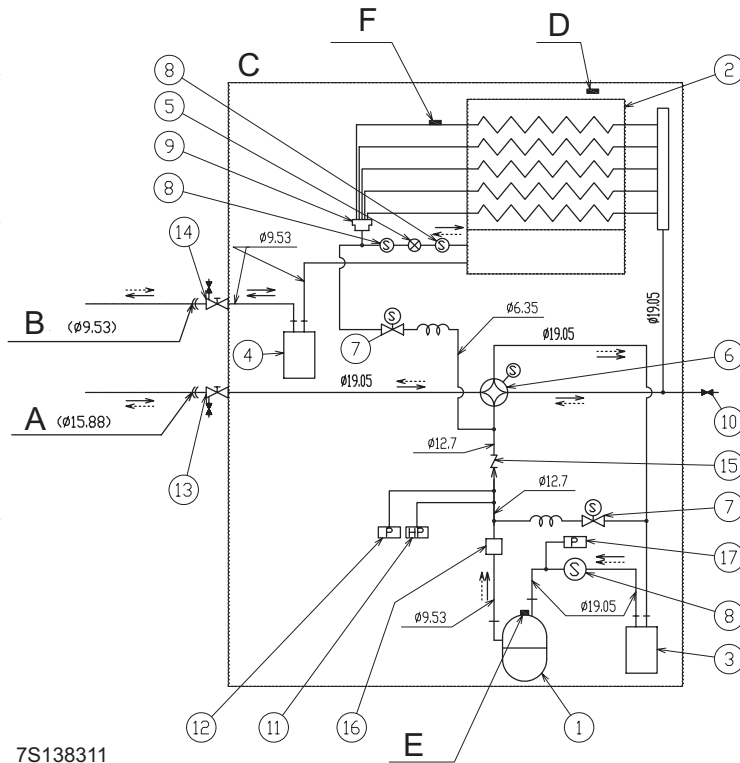 F
D
C
8
2
5
9
8
S
S
14
ø9.53
ø19.05
B (ø9.53)
S
ø6.35
4
7
ø19.05
6
S
ø19.05
A (ø15.88)
10
13
ø12.7
15
ø12.7
S
7
P
HP
P
17
S
ø9.53
ø19.05
8
3
12
11
16
1
E
7S138311